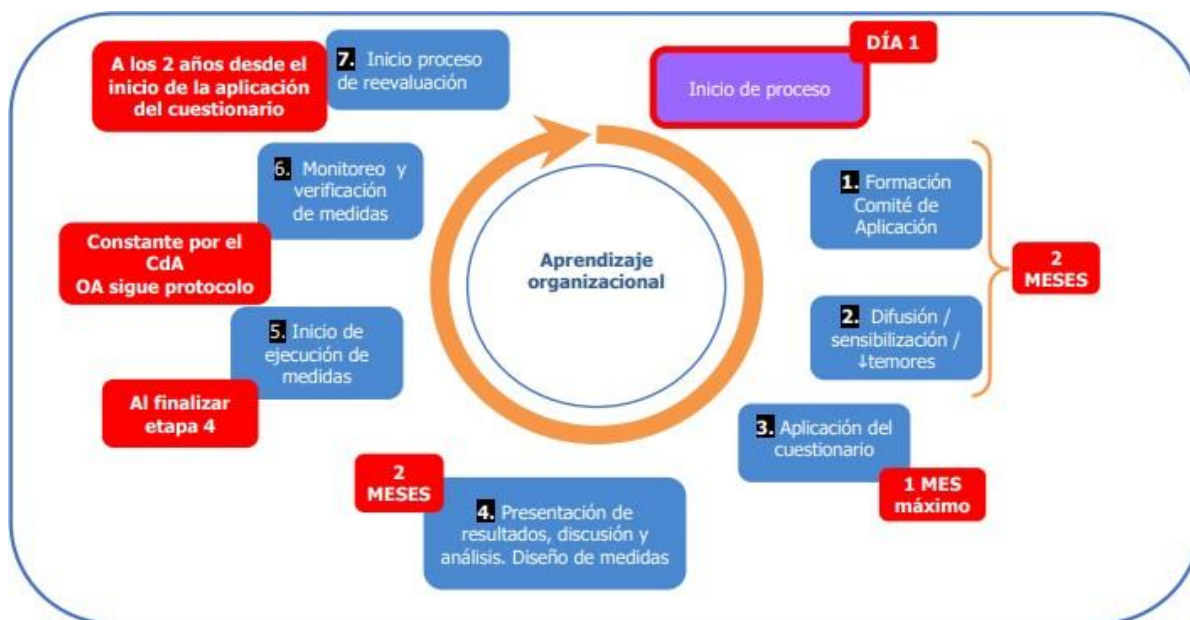 DÍA 1
Inicio de proceso
1. Formación
Comité de
Aplicación
2
MESES
2. Difusión /
sensibilización /
↓temores
3. Aplicación del
cuestionario
1 MES
máximo
2
MESES
4. Presentación de
resultados, discusión y
análisis. Diseño de medidas
5. Inicio de
ejecución de
medidas
Al finalizar
etapa 4
6. Monitoreo y
verificación
de medidas
Constante por el
CdA
OA sigue protocolo
7. Inicio proceso
de reevaluación
A los 2 años desde el
inicio de la aplicación
del cuestionario
Aprendizaje
organizacional